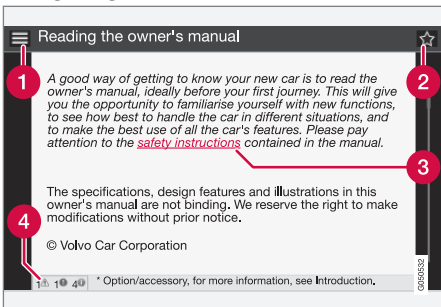 Reading the owner's manual
1
2
A good way of getting to know your new car is to read the
owner's manual, ideally before your first journey. This will give
you the opportunity to familiarise yourself with new functions,
to see how best to handle the car in different situations, and
to make the best use of all the car's features. Please pay
attention to the safety instructions contained in the manual.
3
The specifications, design features and illustrations in this
owner's manual are not binding. We reserve the right to make
modifications without prior notice.
4
© Volvo Car Corporation
1 1 4 * Option/accessory, for more information, see Introduction.
G050532